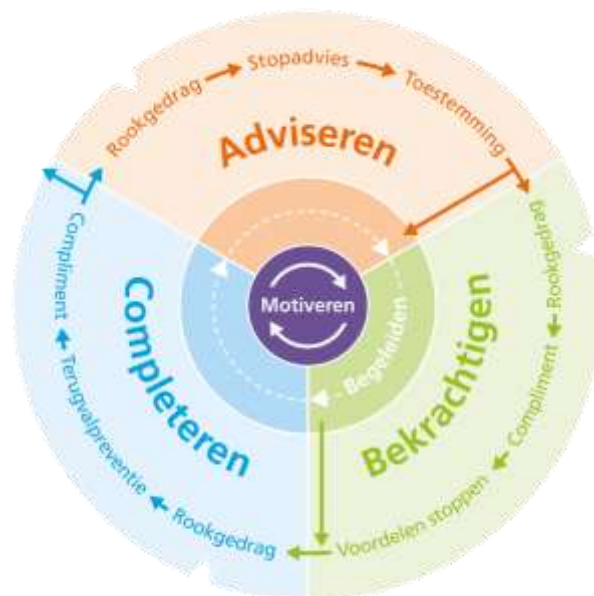 Rookgedrag
Stopadvies
Toestemming
Adviseren
Rookgedrag
Compliment
Voordelen stoppen
Bekrachtigen
Rookgedrag
Terugvalpreventie
Compliment
Completeren
Begeleiden
Motiveren